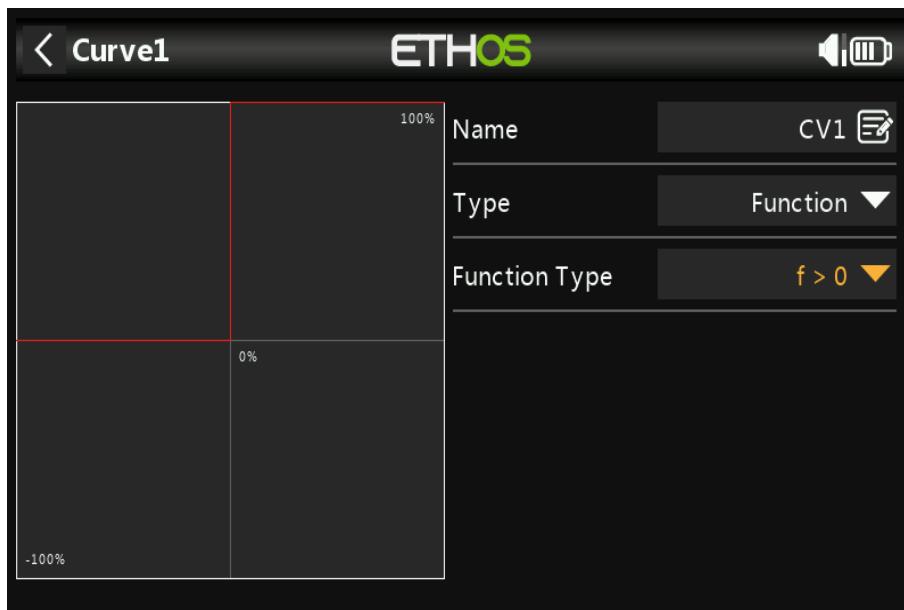 Curve1
ETHOS
100%
0%
-100%
Name
CV1
Type
Function
Function Type
f > 0